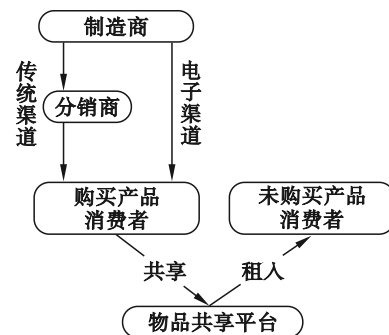 制造商
传统渠道
电子渠道
分销商
购买产品
消费者
未购买产品
消费者
共享
租入
物品共享平台